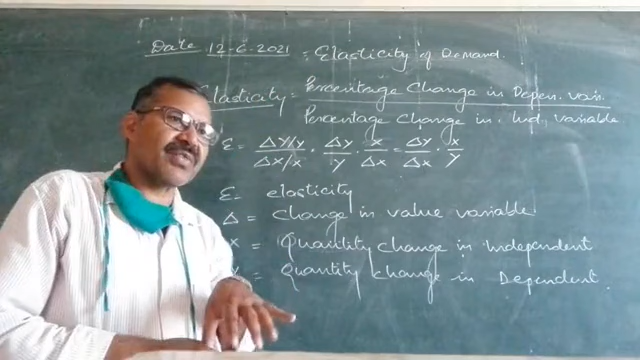 Date 12-6-2021 = Elasticity of Demand.
Elasticity = Percentage Change in Depen. vari.
Percentage Change in. Ind. variable
E = ΔY/y / ΔX/x · Δy / y · x / Δx = Δy / Δx · x / y
E - elasticity
Δ = Change in value variable
x = Quantity change in Independent
= Quantity change in Dependent.